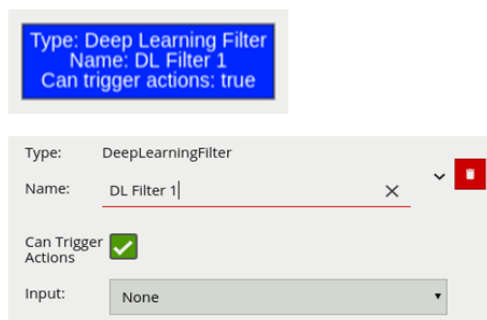 Type: Deep Learning Filter
Name: DL Filter 1
Can trigger actions: true
Type: DeepLearningFilter
Name: DL Filter 1
Can Trigger
Actions
Input: None